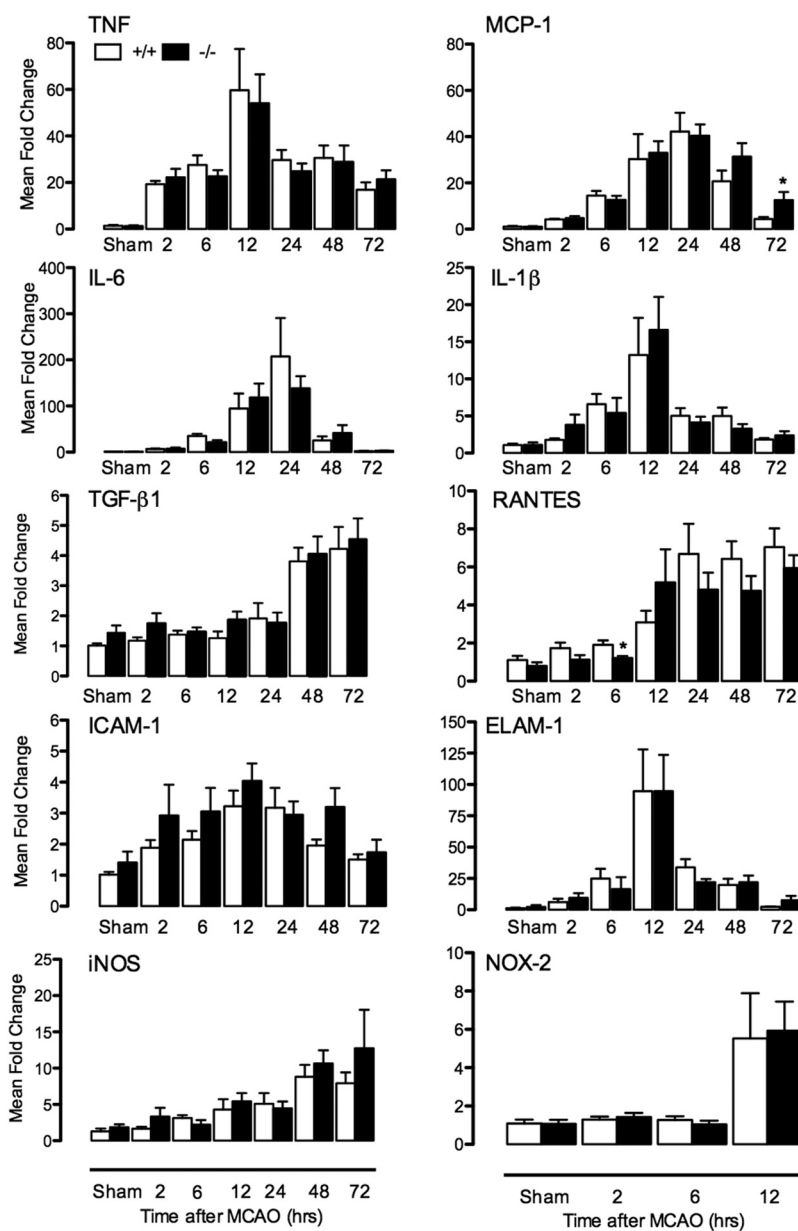 TNF
+/+ -/-
Mean Fold Change
80
60
40
20
0
Sham 2 6 12 24 48 72
MCP-1
80
60
40
20
0
*
Sham 2 6 12 24 48 72
IL-6
Mean Fold Change
400
300
200
100
0
Sham 2 6 12 24 48 72
IL-1β
25
20
15
10
5
0
Sham 2 6 12 24 48 72
TGF-β1
Mean Fold Change
6
5
4
3
2
1
0
Sham 2 6 12 24 48 72
RANTES
10
8
6
4
2
0
*
Sham 2 6 12 24 48 72
ICAM-1
Mean Fold Change
6
5
4
3
2
1
0
Sham 2 6 12 24 48 72
ELAM-1
150
125
100
75
50
25
0
Sham 2 6 12 24 48 72
iNOS
Mean Fold Change
25
20
15
10
5
0
Sham 2 6 12 24 48 72
Time after MCAO (hrs)
NOX-2
10
8
6
4
2
0
Sham 2 6 12
Time after MCAO (hrs)